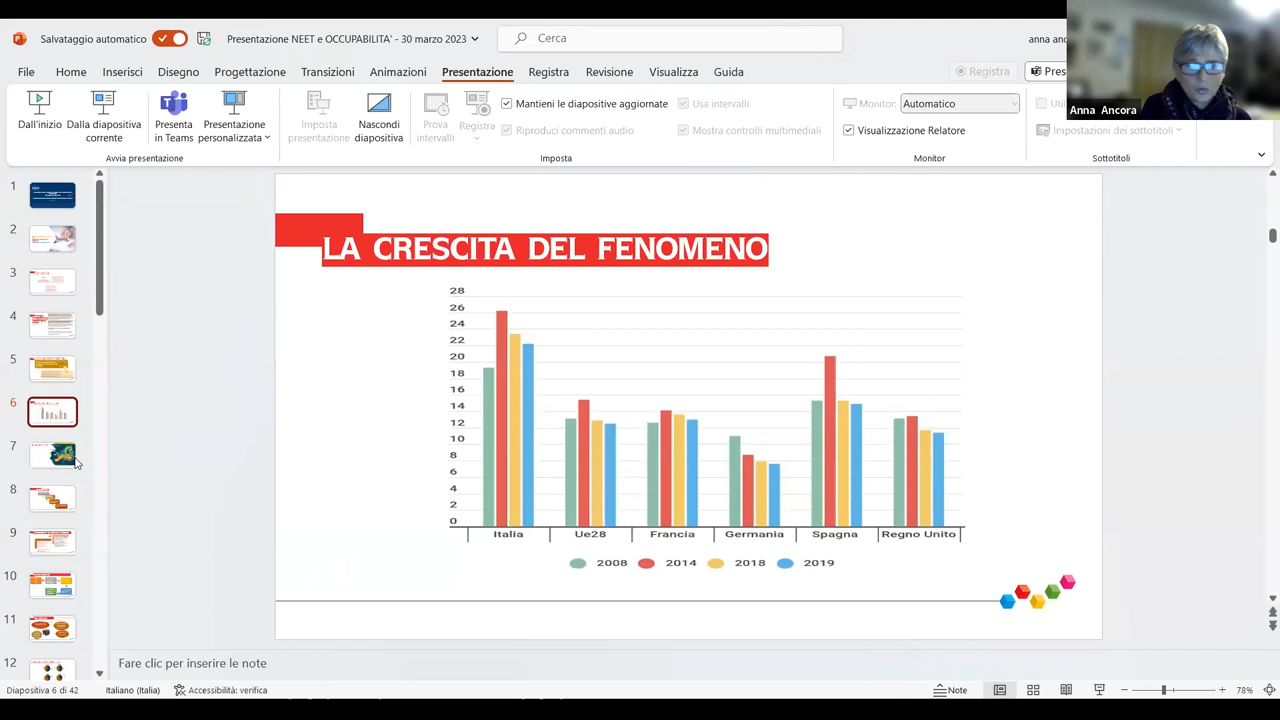 Salvataggio automatico
Presentazione NEET e OCCUPABILITA' - 30 marzo 2023
Cerca
anna anc
File Home Inserisci Disegno Progettazione Transizioni Animazioni Presentazione Registra Revisione Visualizza Guida
Registra
Pres
Anna Ancora
Dall'inizio
Dalla diapositiva corrente
Presenta in Teams
Presentazione personalizzata
Avvia presentazione
Imposta presentazione
Nascondi diapositiva
Prova intervalli
Registra
Mantieni le diapositive aggiornate
Riproduci commenti audio
Usa intervalli
Mostra controlli multimediali
Imposta
Monitor: Automatico
Visualizzazione Relatore
Monitor
Uti
Impostazioni dei sottotitoli
Sottotitoli
1
2
3
4
5
6
7
8
9
10
11
12
LA CRESCITA DEL FENOMENO
28
26
24
22
20
18
16
14
12
10
8
6
4
2
0
Italia Ue28 Francia Germania Spagna Regno Unito
2008 2014 2018 2019
Fare clic per inserire le note
Diapositiva 6 di 42 Italiano (Italia) Accessibilità: verifica Note 78%